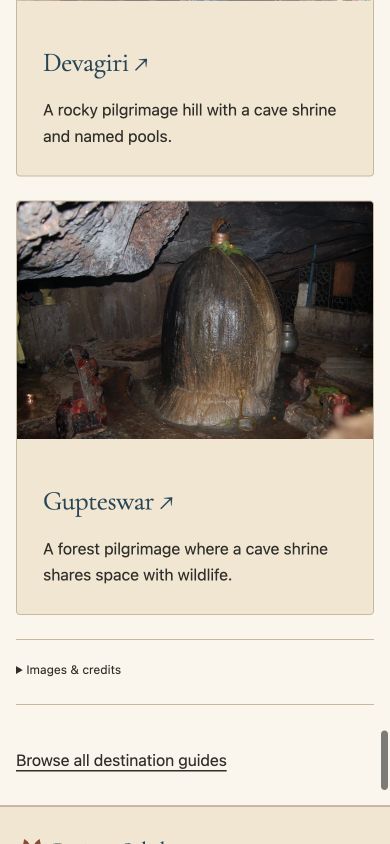 Devagiri ↗
A rocky pilgrimage hill with a cave shrine
and named pools.
Gupteswar ↗
A forest pilgrimage where a cave shrine
shares space with wildlife.
▶ Images & credits
Browse all destination guides